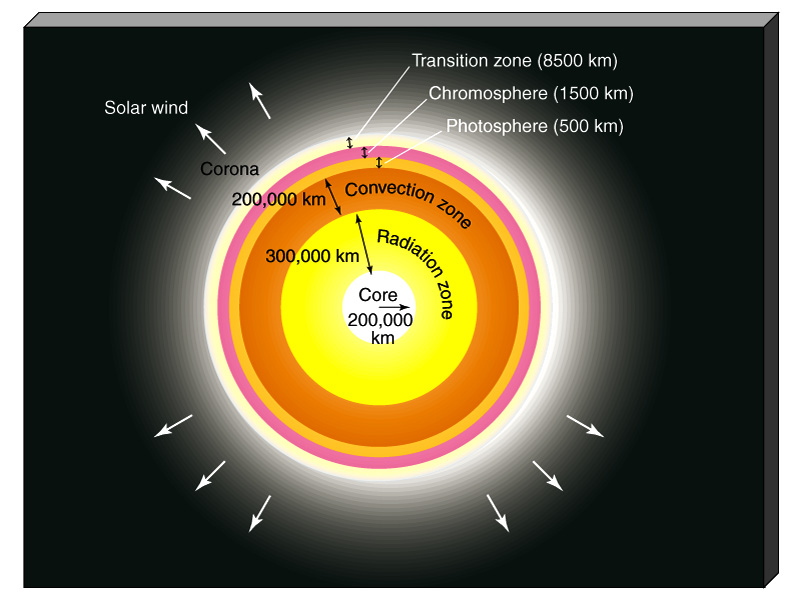 Transition zone (8500 km)
Chromosphere (1500 km)
Photosphere (500 km)
Solar wind
Corona
200,000 km
Convection zone
300,000 km
Radiation zone
Core
200,000
km